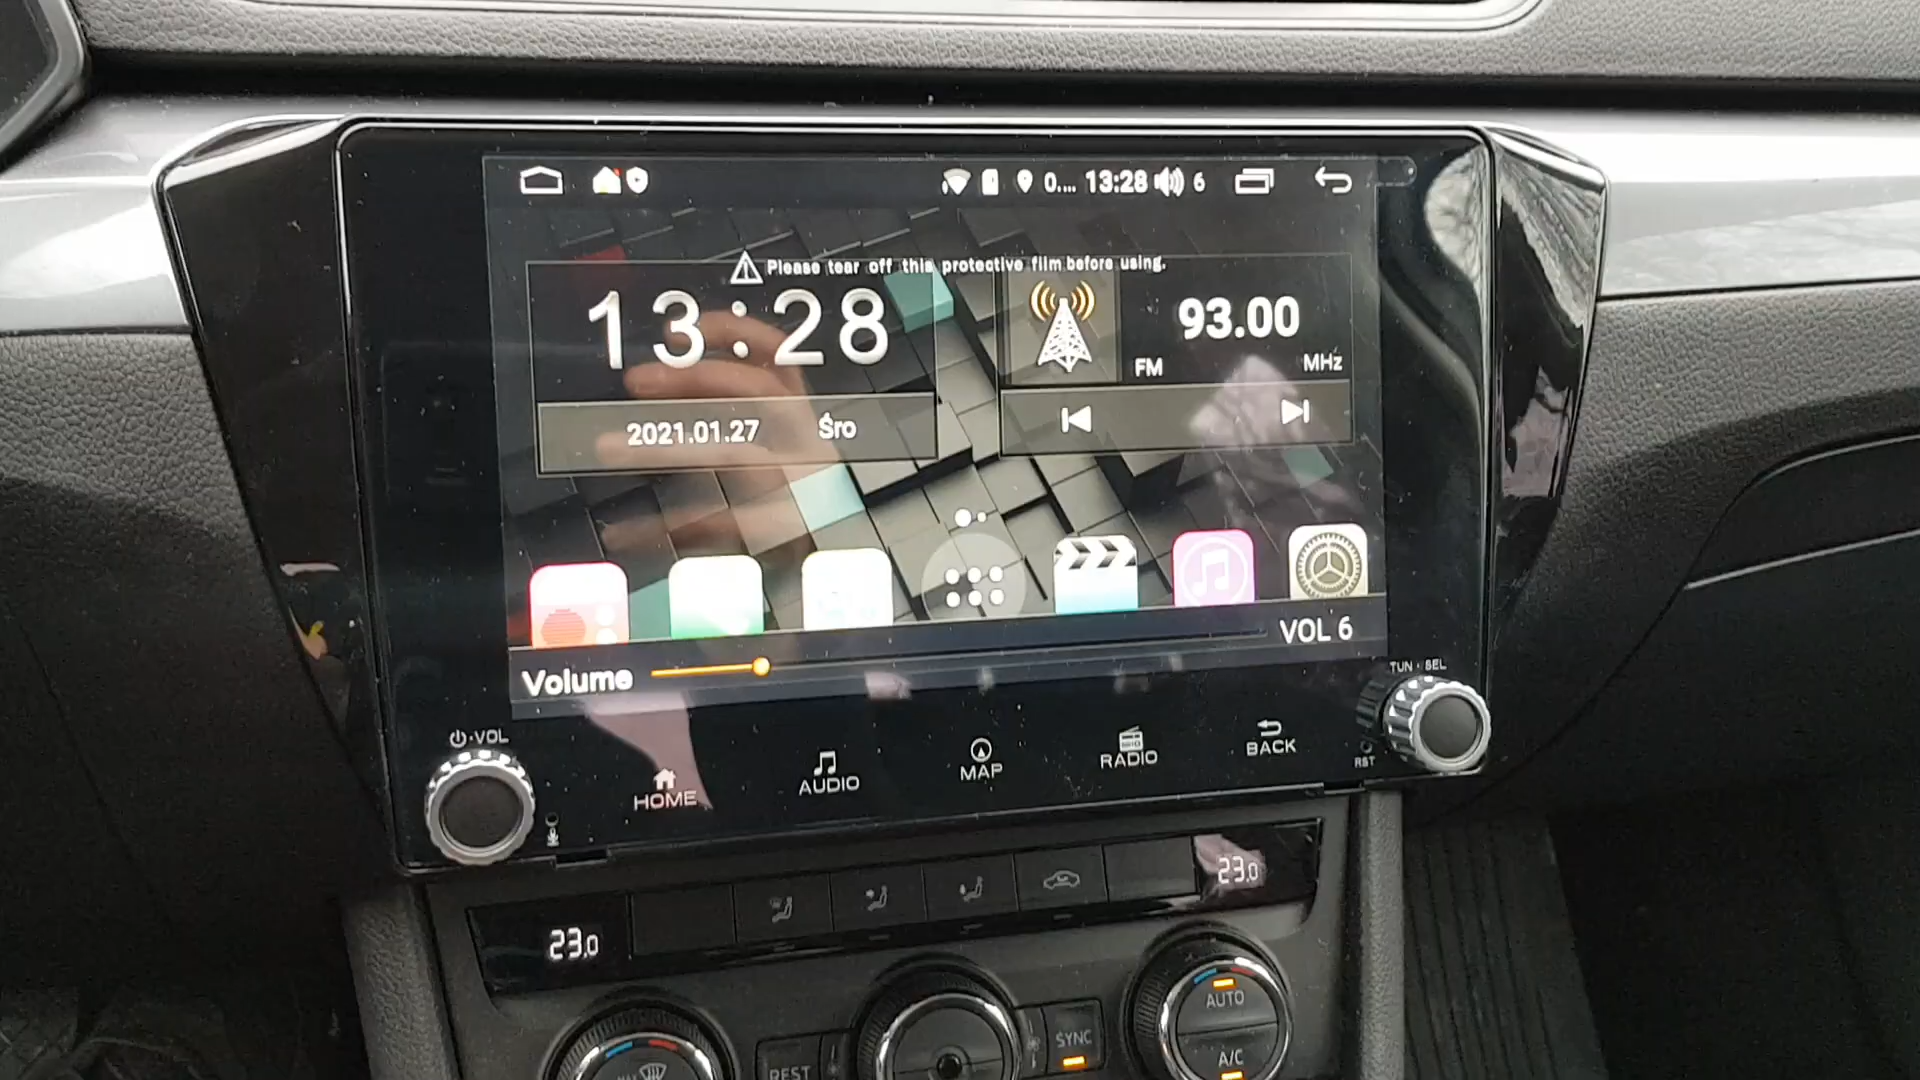 0.... 13:28 6
Please tear off this protective film before using.
13:28
93.00
FM
MHz
2021.01.27 Śro
VOL 6
Volume
TUN · SEL
VOL
HOME
AUDIO
MAP
RADIO
BACK
RST
23.0
23.0
AUTO
SYNC
A/C
REST